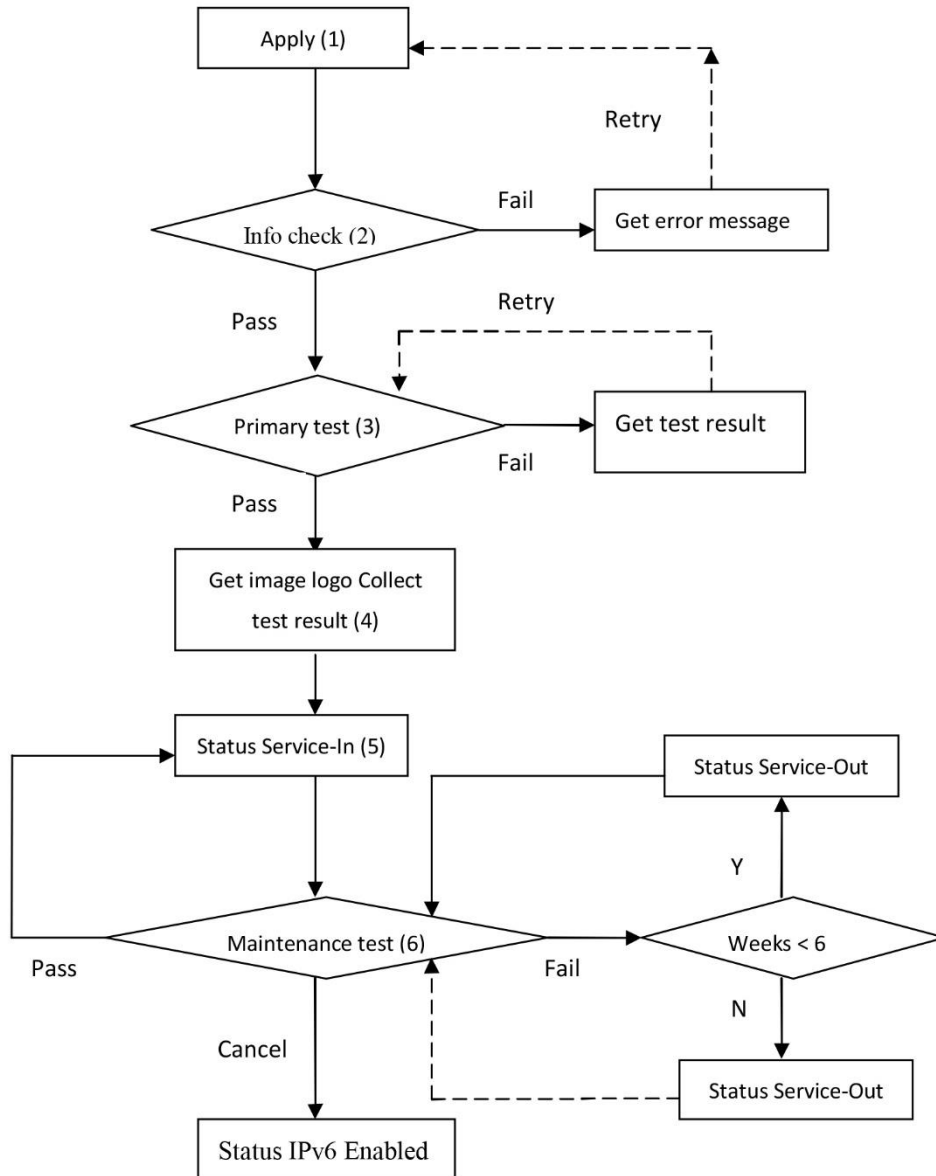 Apply (1)
Retry
Fail
Info check (2)
Get error message
Pass
Retry
Primary test (3)
Get test result
Fail
Pass
Get image logo Collect
test result (4)
Status Service-In (5)
Status Service-Out
Y
Maintenance test (6)
Weeks < 6
Pass
Fail
N
Cancel
Status Service-Out
Status IPv6 Enabled